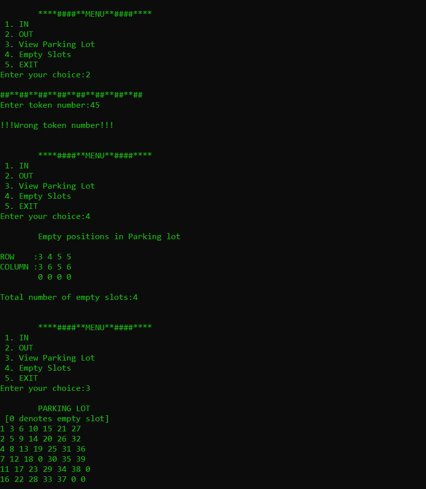 ****####**MENU**####****
1. IN
2. OUT
3. View Parking Lot
4. Empty Slots
5. EXIT
Enter your choice:2
##**##**##**##**##**##**##**##
Enter token number:45
!!!Wrong token number!!!
****####**MENU**####****
1. IN
2. OUT
3. View Parking Lot
4. Empty Slots
5. EXIT
Enter your choice:4
Empty positions in Parking lot
ROW    :3 4 5 5
COLUMN :3 6 5 6
0 0 0 0
Total number of empty slots:4
****####**MENU**####****
1. IN
2. OUT
3. View Parking Lot
4. Empty Slots
5. EXIT
Enter your choice:3
PARKING LOT
[0 denotes empty slot]
1 3 6 10 15 21 27
2 5 9 14 20 26 32
4 8 13 19 25 31 36
7 12 18 0 30 35 39
11 17 23 29 34 38 0
16 22 28 33 37 0 0